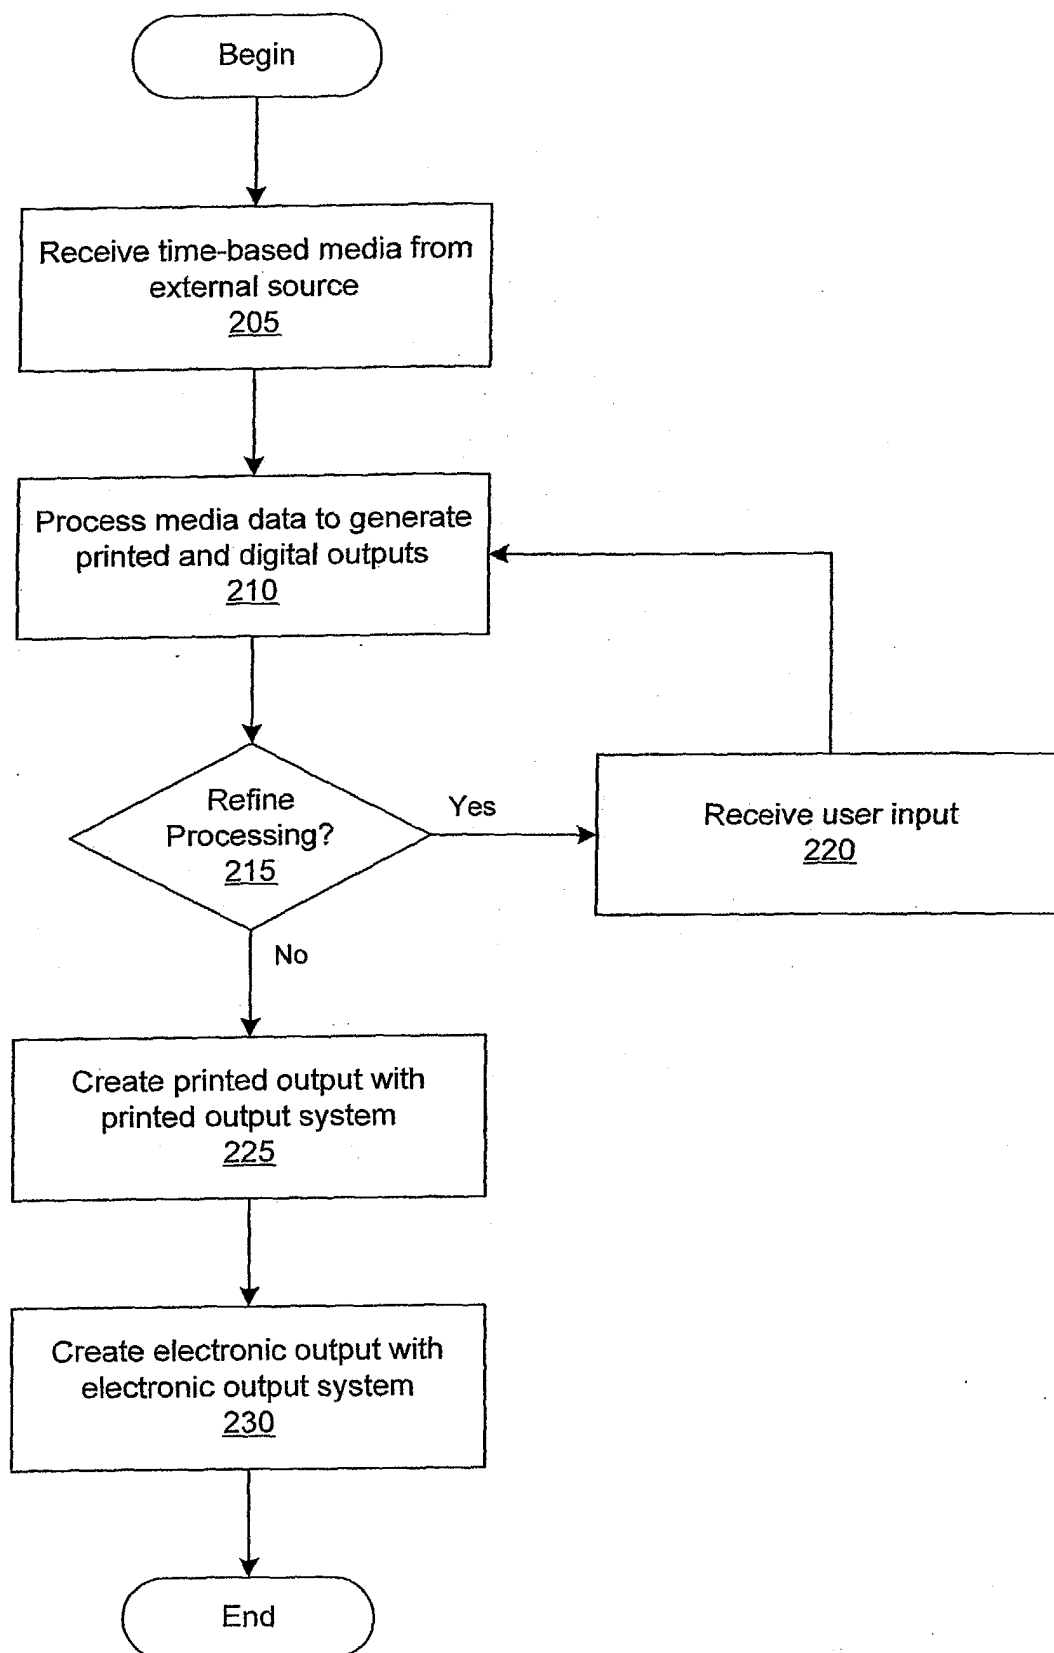 Begin
Receive time-based media from
external source
205
Process media data to generate
printed and digital outputs
210
Refine
Processing?
215
Yes
Receive user input
220
No
Create printed output with
printed output system
225
Create electronic output with
electronic output system
230
End